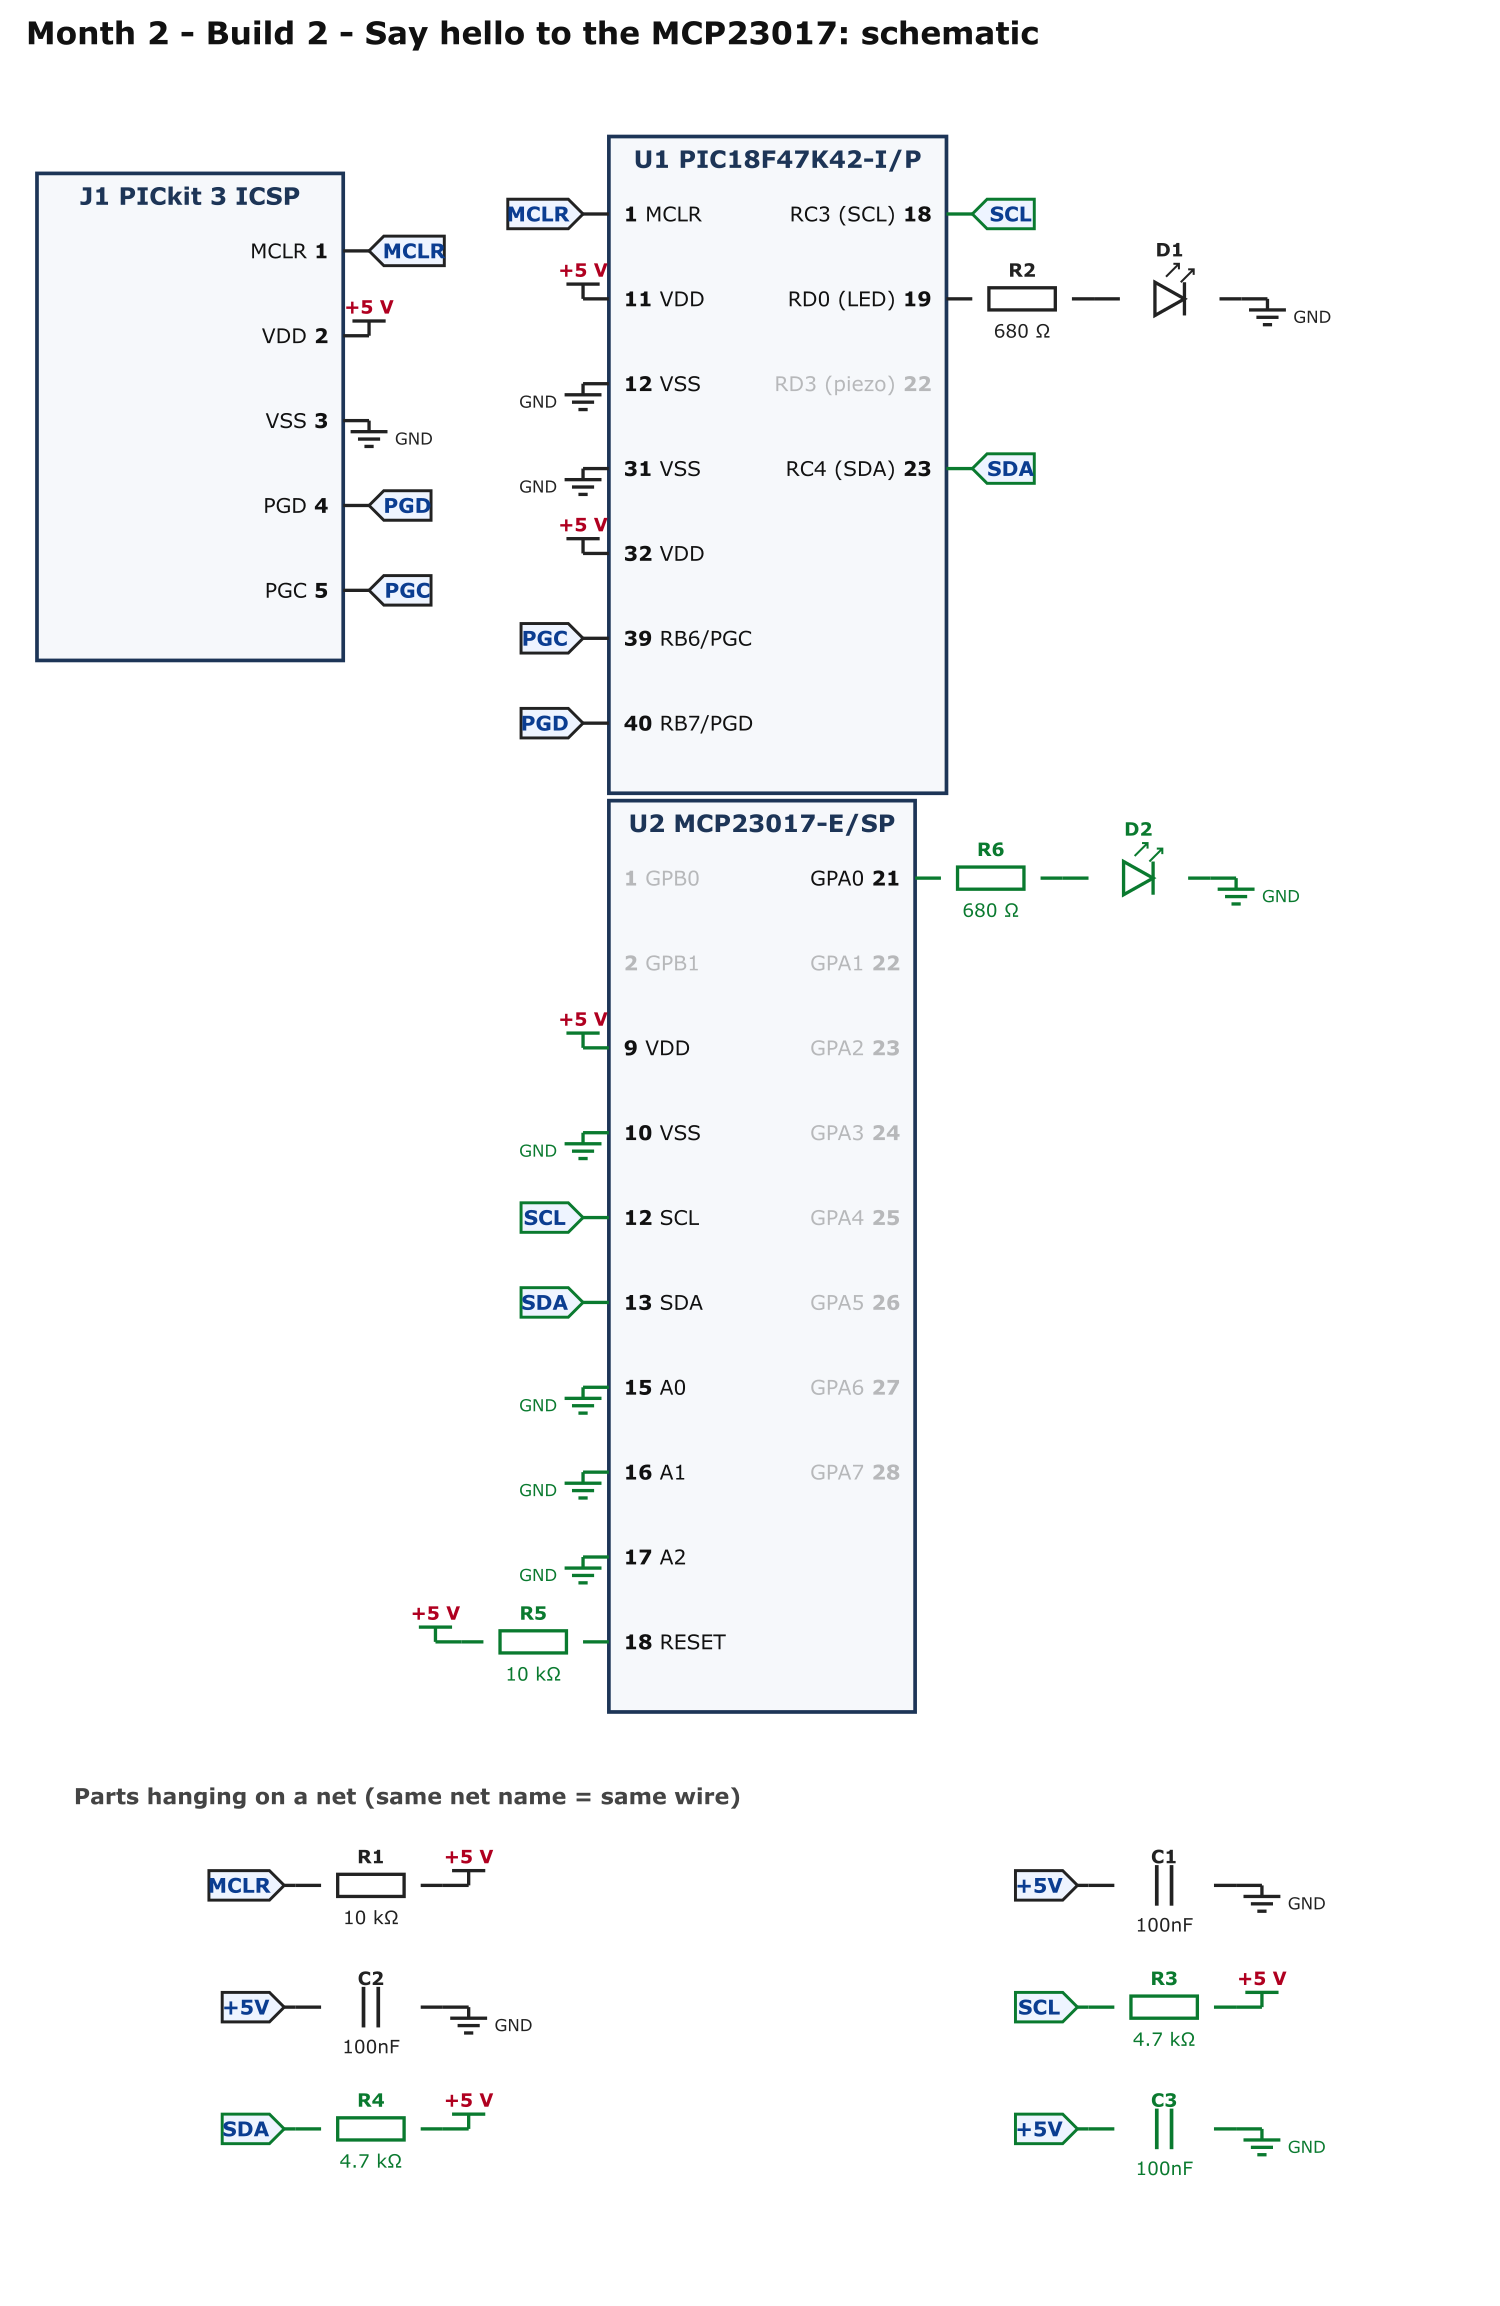 Month 2 - Build 2 - Say hello to the MCP23017: schematic
J1 PICkit 3 ICSP
MCLR 1
MCLR
+5 V
VDD 2
VSS 3
GND
PGD 4
PGD
PGC 5
PGC
U1 PIC18F47K42-I/P
MCLR
1 MCLR
RC3 (SCL) 18
SCL
+5 V
11 VDD
RD0 (LED) 19
R2
680 Ω
D1
GND
GND
12 VSS
RD3 (piezo) 22
GND
31 VSS
RC4 (SDA) 23
SDA
+5 V
32 VDD
PGC
39 RB6/PGC
PGD
40 RB7/PGD
U2 MCP23017-E/SP
1 GPB0
GPA0 21
R6
680 Ω
D2
GND
2 GPB1
GPA1 22
+5 V
9 VDD
GPA2 23
GND
10 VSS
GPA3 24
SCL
12 SCL
GPA4 25
SDA
13 SDA
GPA5 26
GND
15 A0
GPA6 27
GND
16 A1
GPA7 28
GND
17 A2
+5 V
R5
10 kΩ
18 RESET
Parts hanging on a net (same net name = same wire)
MCLR
R1
10 kΩ
+5 V
+5V
C1
100nF
GND
+5V
C2
100nF
GND
SCL
R3
4.7 kΩ
+5 V
SDA
R4
4.7 kΩ
+5 V
+5V
C3
100nF
GND